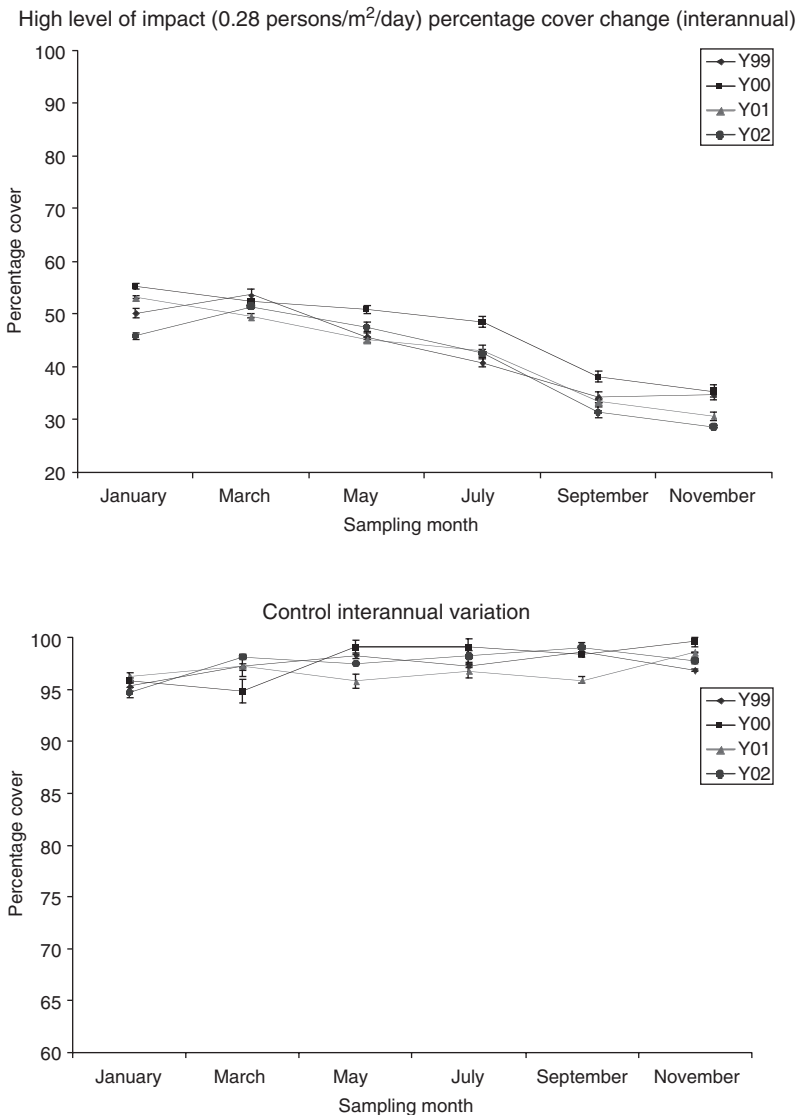 High level of impact (0.28 persons/m²/day) percentage cover change (interannual)
100
90
80
70
60
50
40
30
20
Percentage cover
Y99
Y00
Y01
Y02
January March May July September November
Sampling month
Control interannual variation
100
95
90
85
80
75
70
65
60
Percentage cover
Y99
Y00
Y01
Y02
January March May July September November
Sampling month